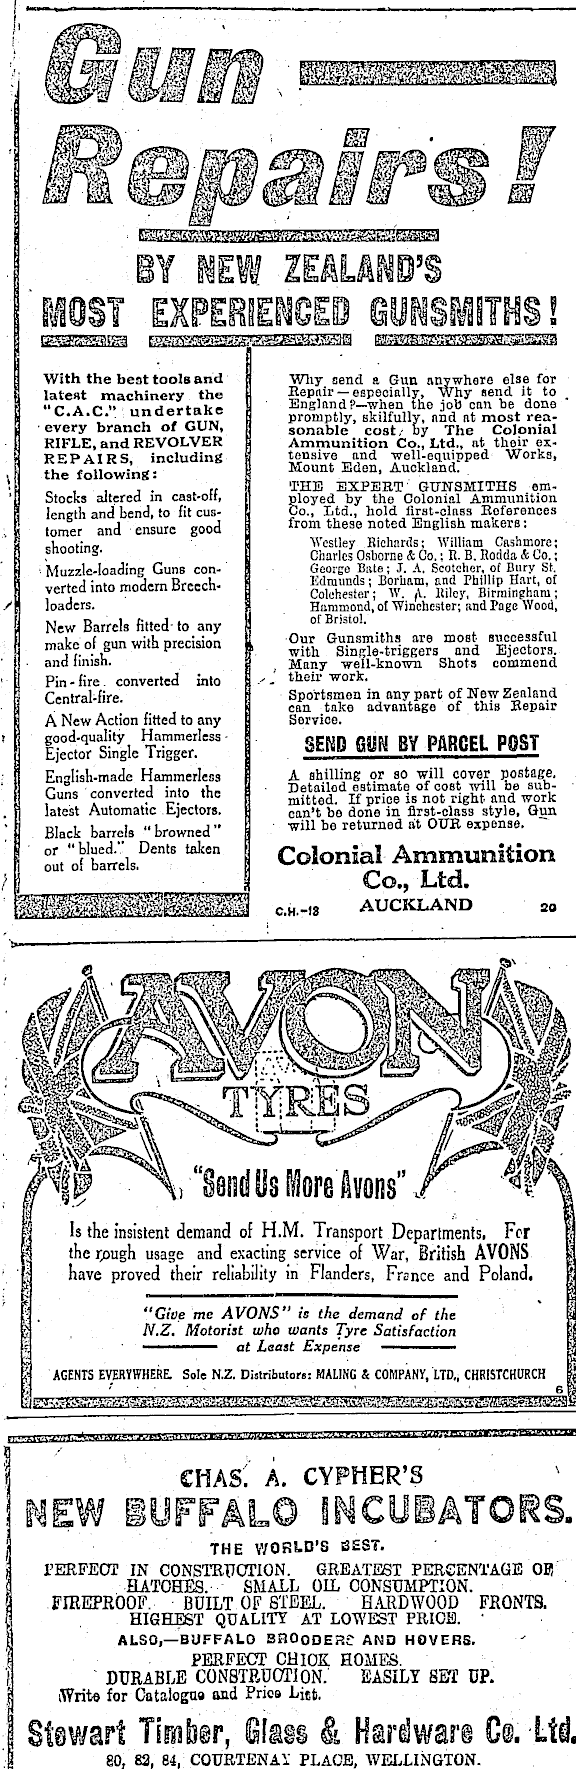 Gun
Repairs!
BY NEW ZEALAND'S
MOST EXPERIENCED GUNSMITHS!
With the best tools and
latest machinery the
"C.A.C." undertake
every branch of GUN,
RIFLE, and REVOLVER
REPAIRS, including
the following:
Stocks altered in cast-off,
length and bend, to fit cus-
tomer and ensure good
shooting.
Muzzle-loading Guns con-
verted into modern Breech-
loaders.
New Barrels fitted to any
make of gun with precision
and finish.
Pin-fire converted into
Central-fire.
A New Action fitted to any
good-quality Hammerless
Ejector Single Trigger.
English-made Hammerless
Guns converted into the
latest Automatic Ejectors.
Black barrels "browned"
or "blued." Dents taken
out of barrels.
Why send a Gun anywhere else for
Repair—especially, Why send it to
England?—when the job can be done
promptly, skilfully, and at most rea-
sonable cost, by The Colonial
Ammunition Co., Ltd., at their ex-
tensive and well-equipped Works,
Mount Eden, Auckland.
THE EXPERT GUNSMITHS em-
ployed by the Colonial Ammunition
Co., Ltd., hold first-class References
from these noted English makers:
Westley Richards; William Cashmore;
Charles Osborne & Co.; R. B. Rodda & Co.;
George Bate; J. A. Scotcher, of Bury St.
Edmunds; Borham, and Phillip Hart, of
Colchester; W. A. Riley, Birmingham;
Hammond, of Winchester; and Page Wood,
of Bristol.
Our Gunsmiths are most successful
with Single-triggers and Ejectors.
Many well-known Shots commend
their work.
Sportsmen in any part of New Zealand
can take advantage of this Repair
Service.
SEND GUN BY PARCEL POST
A shilling or so will cover postage.
Detailed estimate of cost will be sub-
mitted. If price is not right and work
can't be done in first-class style, Gun
will be returned at OUR expense.
Colonial Ammunition
Co., Ltd.
C.H.-13 AUCKLAND 20
AVON
TYRES
"Send Us More Avons"
Is the insistent demand of H.M. Transport Departments. For
the rough usage and exacting service of War, British AVONS
have proved their reliability in Flanders, France and Poland.
"Give me AVONS" is the demand of the
N.Z. Motorist who wants Tyre Satisfaction
at Least Expense
AGENTS EVERYWHERE. Sole N.Z. Distributors: MALING & COMPANY, LTD., CHRISTCHURCH
6
CHAS. A. CYPHER'S
NEW BUFFALO INCUBATORS.
THE WORLD'S BEST.
PERFECT IN CONSTRUCTION. GREATEST PERCENTAGE OF
HATCHES. SMALL OIL CONSUMPTION.
FIREPROOF. BUILT OF STEEL. HARDWOOD FRONTS.
HIGHEST QUALITY AT LOWEST PRICE.
ALSO,—BUFFALO BROODERS AND HOVERS.
PERFECT CHICK HOMES.
DURABLE CONSTRUCTION. EASILY SET UP.
Write for Catalogue and Price List.
Stewart Timber, Glass & Hardware Co. Ltd.
80, 82, 84, COURTENAY PLACE, WELLINGTON.